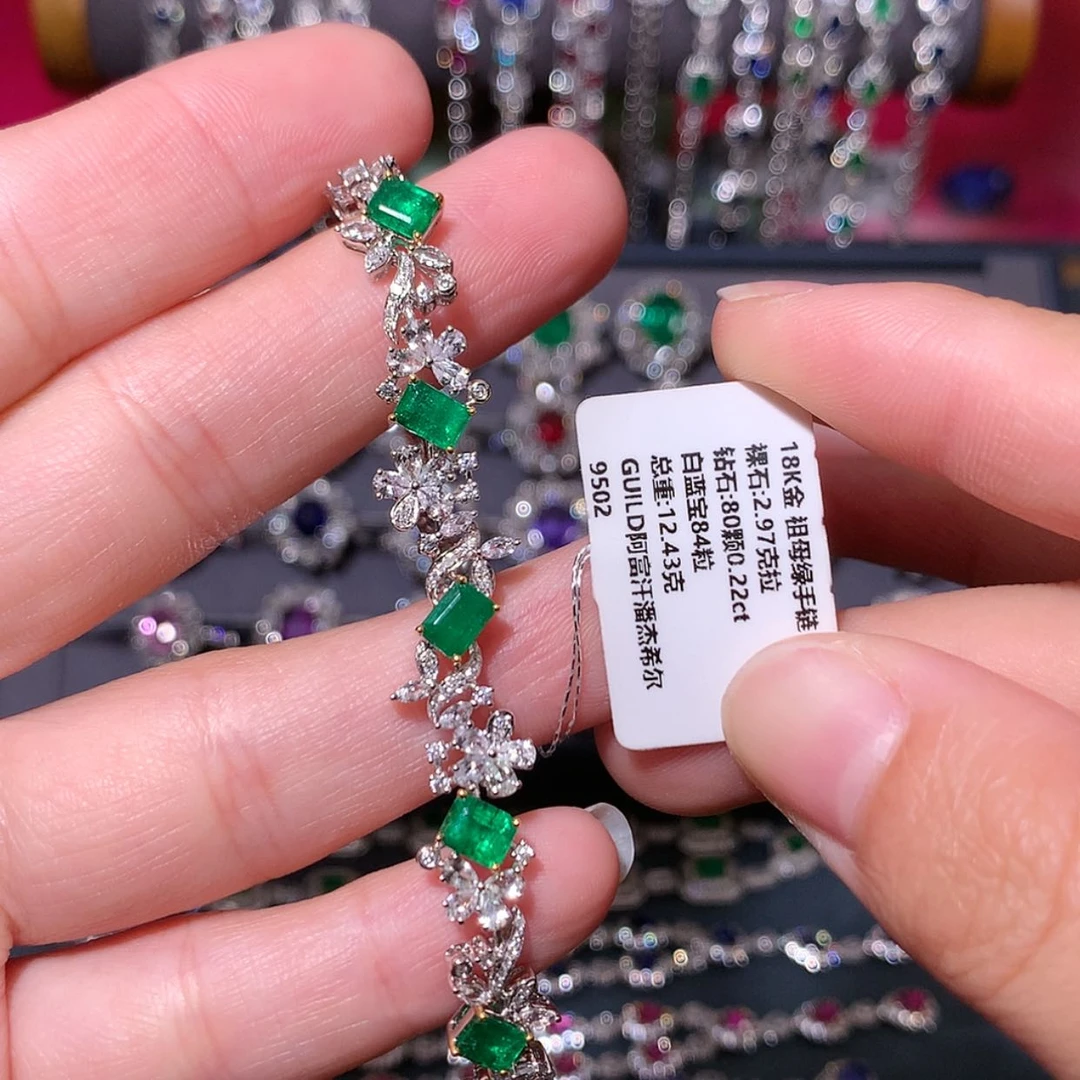 18K金 祖母绿手链
裸石:2.97克拉
钻石:80颗0.22ct
白蓝宝84粒
总重:12.43克
GUILD阿富汗潘杰希尔
9502